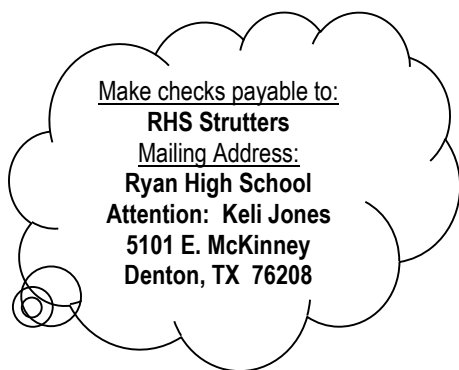 Make checks payable to:
RHS Strutters
Mailing Address:
Ryan High School
Attention:  Keli Jones
5101 E. McKinney
Denton, TX  76208